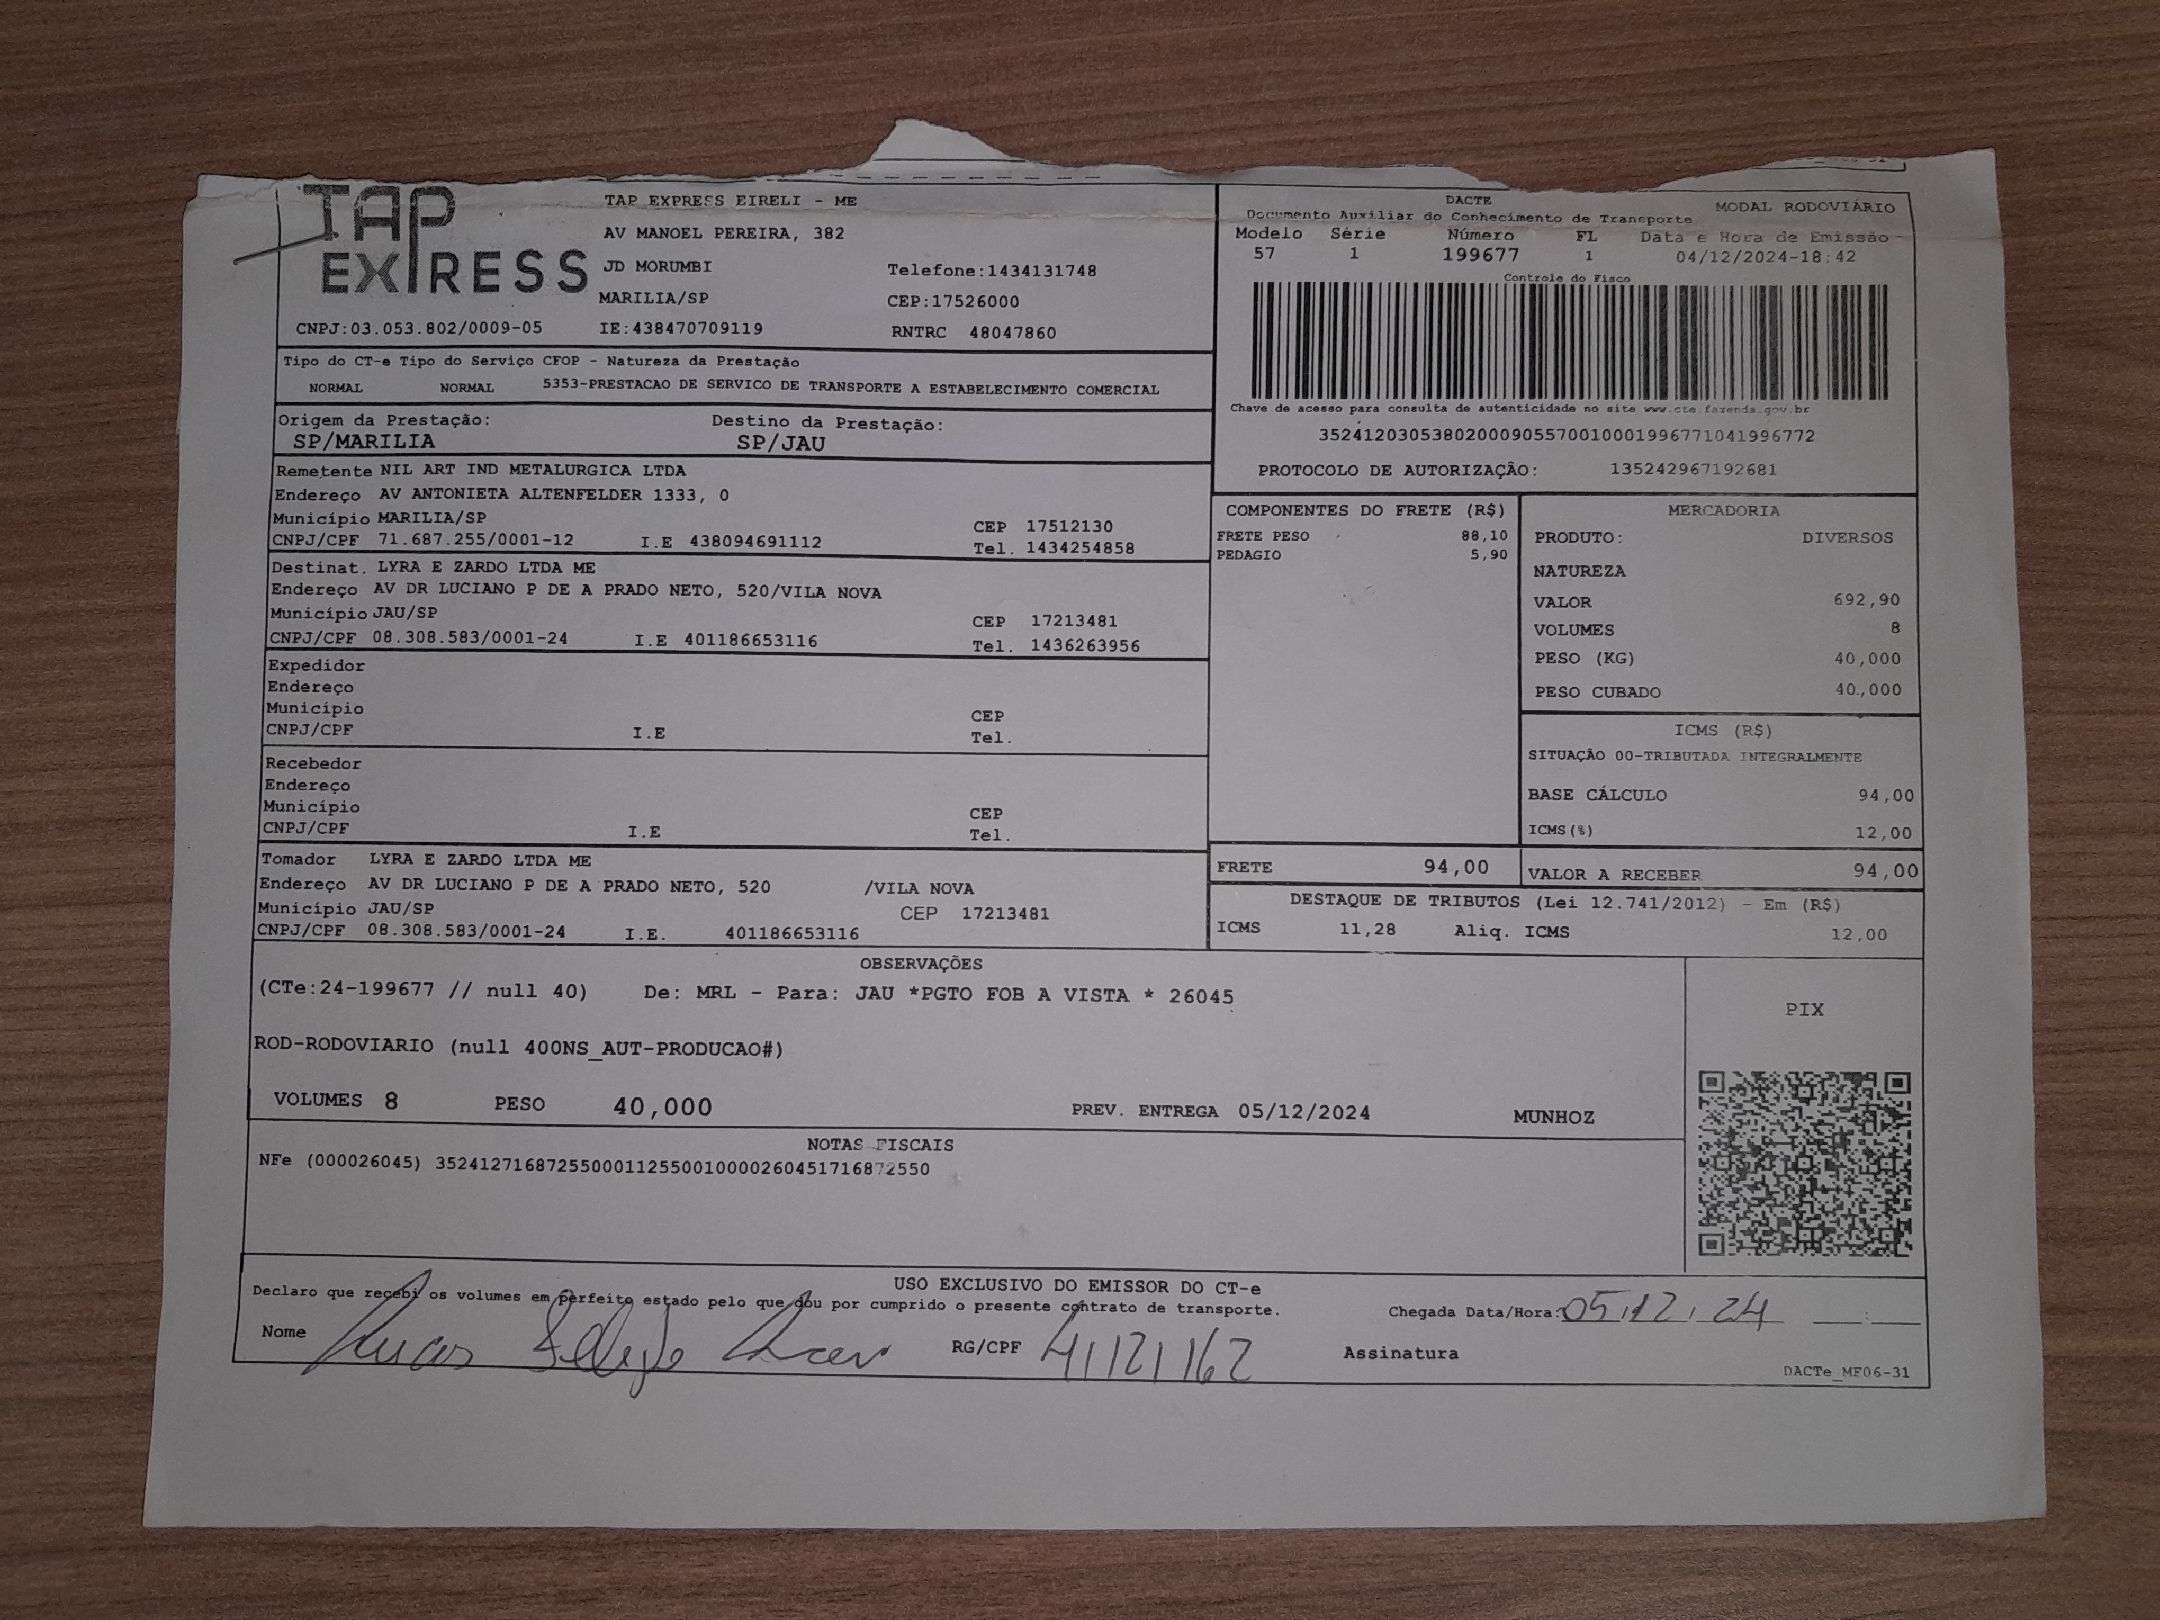 TAP EXPRESS
TAP EXPRESS EIRELI - ME
AV MANOEL PEREIRA, 382
JD MORUMBI
Telefone:1434131748
MARILIA/SP
CEP:17526000
CNPJ:03.053.802/0009-05
IE:438470709119
RNTRC 48047860
DACTE
MODAL RODOVIÁRIO
Documento Auxiliar do Conhecimento de Transporte
Modelo Série Número FL Data e Hora de Emissão
57 1 199677 1 04/12/2024-18:42
Controle do Fisco
Chave de acesso para consulta de autenticidade no site www.cte.fazenda.gov.br
35241203053802000905570010001996771041996772
PROTOCOLO DE AUTORIZAÇÃO: 135242967192681
Tipo do CT-e Tipo do Serviço CFOP - Natureza da Prestação
NORMAL NORMAL 5353-PRESTACAO DE SERVICO DE TRANSPORTE A ESTABELECIMENTO COMERCIAL
Origem da Prestação: Destino da Prestação:
SP/MARILIA SP/JAU
Remetente NIL ART IND METALURGICA LTDA
Endereço AV ANTONIETA ALTENFELDER 1333, 0
Município MARILIA/SP CEP 17512130
CNPJ/CPF 71.687.255/0001-12 I.E 438094691112 Tel. 1434254858
Destinat. LYRA E ZARDO LTDA ME
Endereço AV DR LUCIANO P DE A PRADO NETO, 520/VILA NOVA
Município JAU/SP CEP 17213481
CNPJ/CPF 08.308.583/0001-24 I.E 401186653116 Tel. 1436263956
Expedidor
Endereço
Município CEP
CNPJ/CPF I.E Tel.
Recebedor
Endereço
Município CEP
CNPJ/CPF I.E Tel.
Tomador LYRA E ZARDO LTDA ME
Endereço AV DR LUCIANO P DE A PRADO NETO, 520 /VILA NOVA
Município JAU/SP CEP 17213481
CNPJ/CPF 08.308.583/0001-24 I.E. 401186653116
COMPONENTES DO FRETE (R$)
FRETE PESO 88,10
PEDAGIO 5,90
MERCADORIA
PRODUTO: DIVERSOS
NATUREZA
VALOR 692,90
VOLUMES 8
PESO (KG) 40,000
PESO CUBADO 40,000
ICMS (R$)
SITUAÇÃO 00-TRIBUTADA INTEGRALMENTE
BASE CÁLCULO 94,00
ICMS(%) 12,00
FRETE 94,00
VALOR A RECEBER 94,00
DESTAQUE DE TRIBUTOS (Lei 12.741/2012) - Em (R$)
ICMS 11,28 Aliq. ICMS 12,00
OBSERVAÇÕES
(CTe:24-199677 // null 40) De: MRL - Para: JAU *PGTO FOB A VISTA * 26045
ROD-RODOVIARIO (null 400NS_AUT-PRODUCAO#)
VOLUMES 8 PESO 40,000 PREV. ENTREGA 05/12/2024 MUNHOZ
PIX
NOTAS FISCAIS
NFe (000026045) 35241271687255000112550010000260451716872550
USO EXCLUSIVO DO EMISSOR DO CT-e
Declaro que recebi os volumes em perfeito estado pelo que dou por cumprido o presente contrato de transporte.
Chegada Data/Hora: 05,12,24
Nome Lucas Felipe RG/CPF 41121162 Assinatura
DACTe_MF06-31